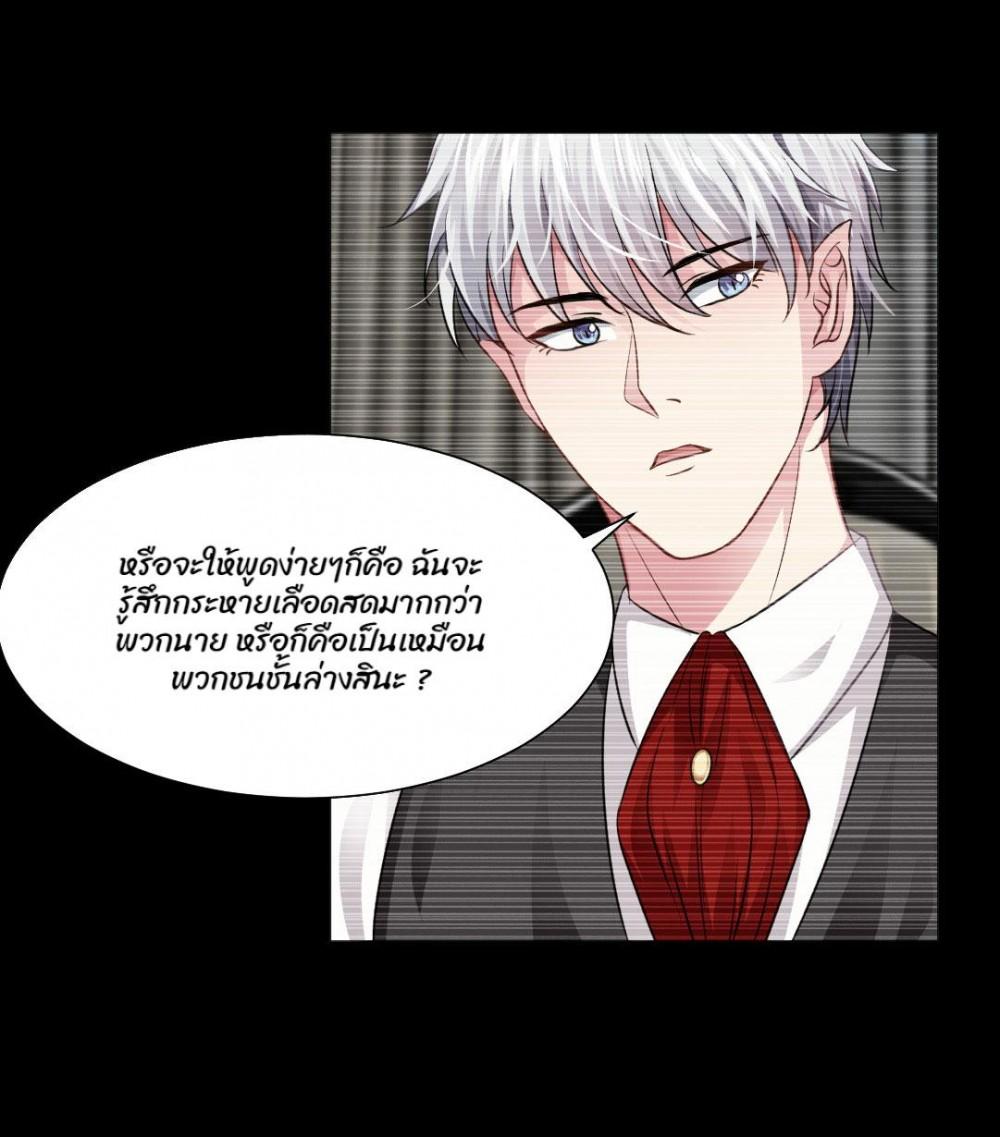 หรือจะให้พูดง่ายๆก็คือ ฉันจะ
รู้สึกกระหายเลือดสดมากกว่า
พวกนาย หรือก็คือเป็นเหมือน
พวกชนชั้นล่างสินะ ?